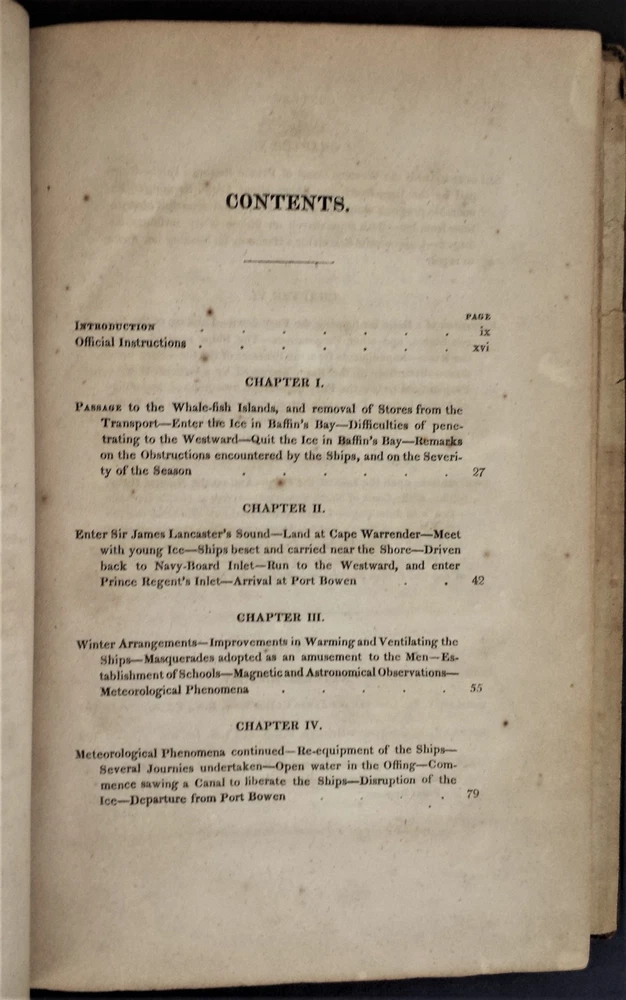 CONTENTS.
PAGE
INTRODUCTION . . . . . . . ix
Official Instructions . . . . . . . xvi
CHAPTER I.
PASSAGE to the Whale-fish Islands, and removal of Stores from the
Transport—Enter the Ice in Baffin's Bay—Difficulties of pene-
trating to the Westward—Quit the Ice in Baffin's Bay—Remarks
on the Obstructions encountered by the Ships, and on the Severi-
ty of the Season . . . . . . 27
CHAPTER II.
Enter Sir James Lancaster's Sound—Land at Cape Warrender—Meet
with young Ice—Ships beset and carried near the Shore—Driven
back to Navy-Board Inlet—Run to the Westward, and enter
Prince Regent's Inlet—Arrival at Port Bowen . . 42
CHAPTER III.
Winter Arrangements—Improvements in Warming and Ventilating the
Ships—Masquerades adopted as an amusement to the Men—Es-
tablishment of Schools—Magnetic and Astronomical Observations—
Meteorological Phenomena . . . . . 55
CHAPTER IV.
Meteorological Phenomena continued—Re-equipment of the Ships—
Several Journies undertaken—Open water in the Offing—Com-
mence sawing a Canal to liberate the Ships—Disruption of the
Ice—Departure from Port Bowen . . . . 79